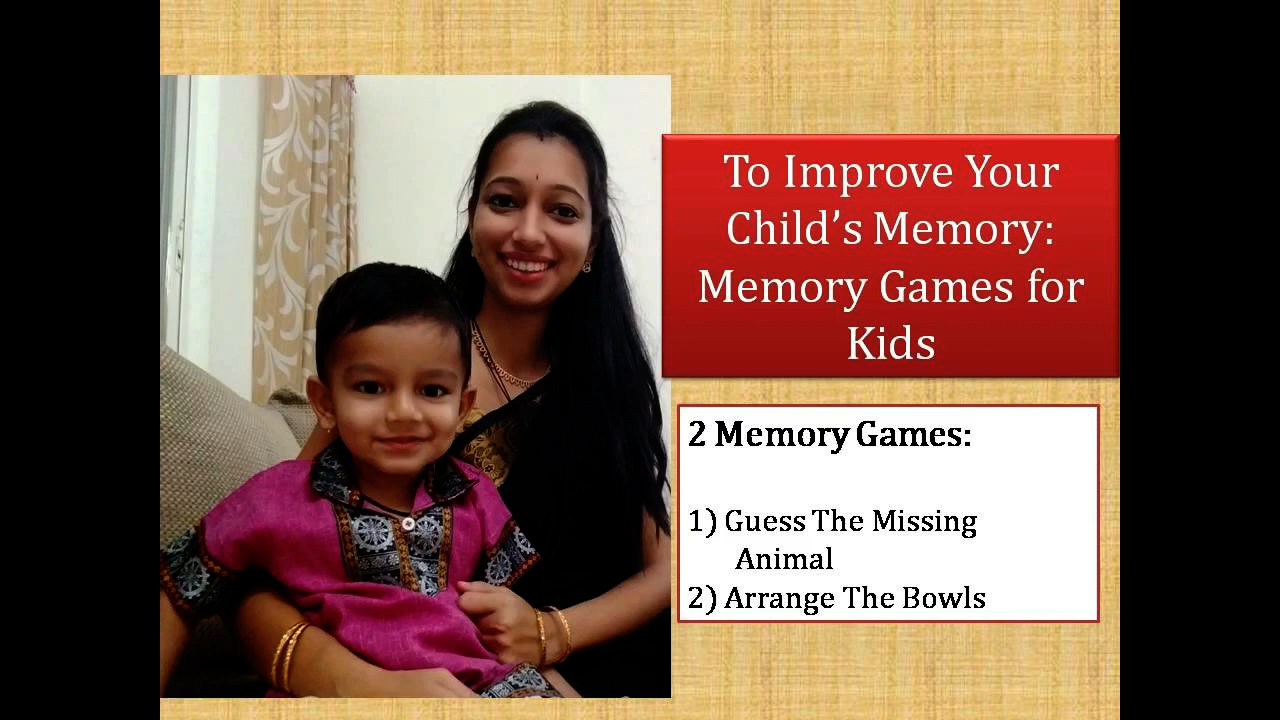 To Improve Your
Child’s Memory:
Memory Games for
Kids
2 Memory Games:
1) Guess The Missing
Animal
2) Arrange The Bowls